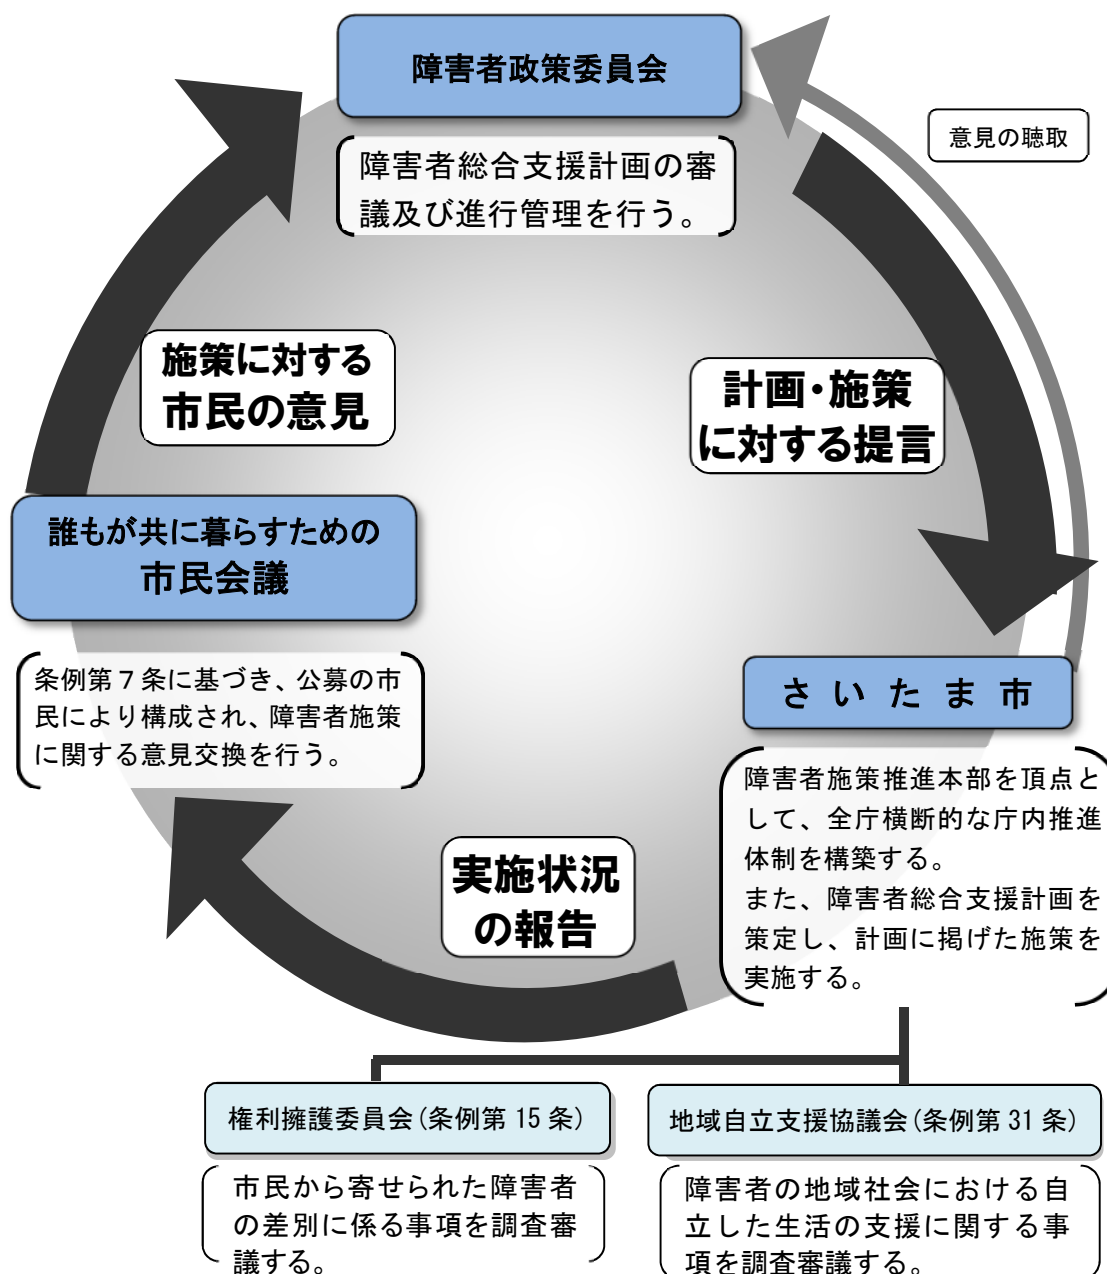 障害者政策委員会
意見の聴取
障害者総合支援計画の審
議及び進行管理を行う。
施策に対する
市民の意見
計画・施策
に対する提言
誰もが共に暮らすための
市民会議
条例第７条に基づき、公募の市
民により構成され、障害者施策
に関する意見交換を行う。
さいたま市
障害者施策推進本部を頂点と
して、全庁横断的な庁内推進
体制を構築する。
また、障害者総合支援計画を
策定し、計画に掲げた施策を
実施する。
実施状況
の報告
権利擁護委員会(条例第 15 条)
市民から寄せられた障害者
の差別に係る事項を調査審
議する。
地域自立支援協議会(条例第 31 条)
障害者の地域社会における自
立した生活の支援に関する事
項を調査審議する。